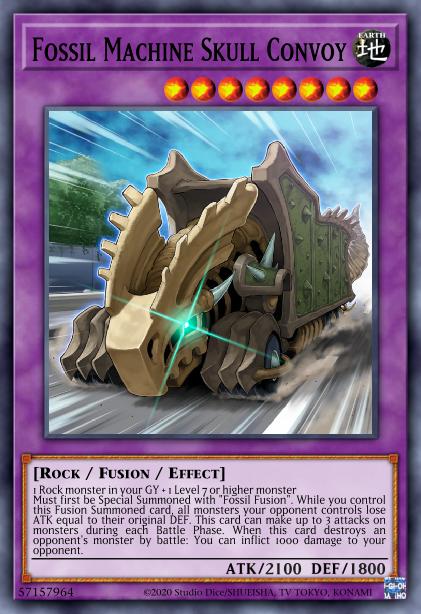 FOSSIL MACHINE SKULL CONVOY
EARTH
地
[ROCK / FUSION / EFFECT]
1 Rock monster in your GY + 1 Level 7 or higher monster
Must first be Special Summoned with "Fossil Fusion". While you control
this Fusion Summoned card, all monsters your opponent controls lose
ATK equal to their original DEF. This card can make up to 3 attacks on
monsters during each Battle Phase. When this card destroys an
opponent's monster by battle: You can inflict 1000 damage to your
opponent.
ATK/2100 DEF/1800
57157964
©2020 Studio Dice/SHUEISHA, TV TOKYO, KONAMI